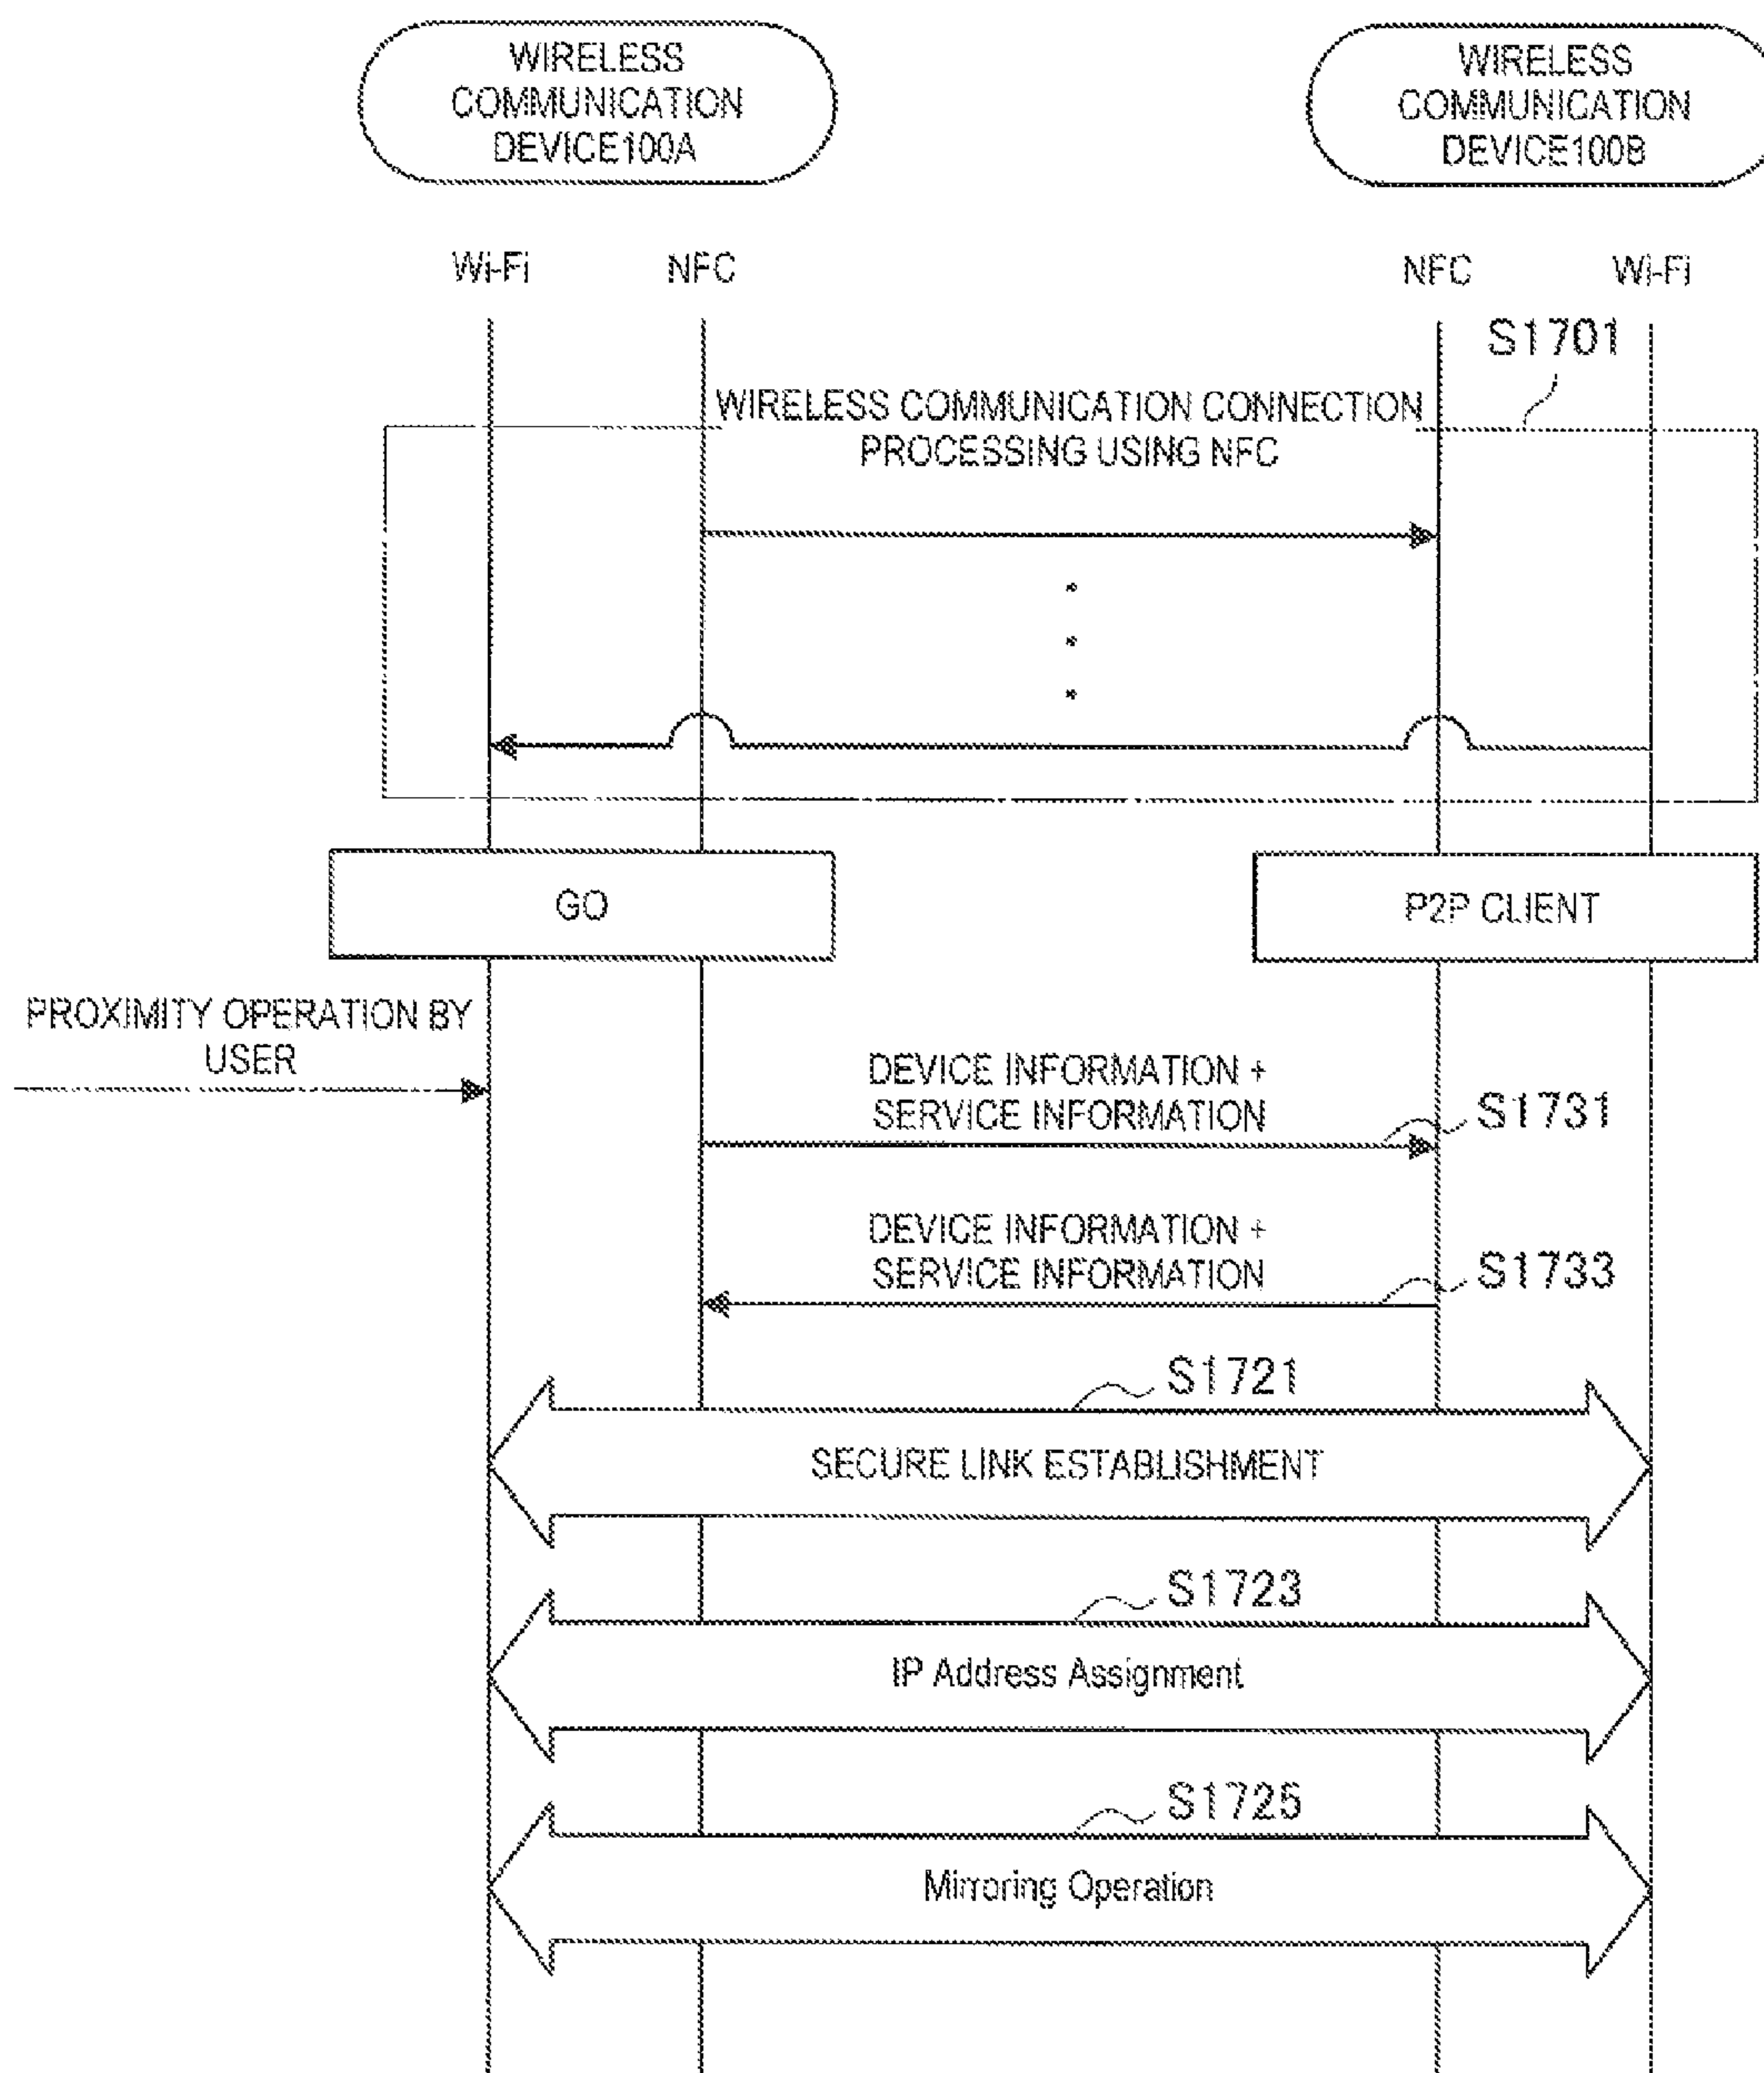 WIRELESS
COMMUNICATION
DEVICE100A
WIRELESS
COMMUNICATION
DEVICE100B
Wi-Fi
NFC
NFC
Wi-Fi
S1701
WIRELESS COMMUNICATION CONNECTION
PROCESSING USING NFC
GO
P2P CLIENT
PROXIMITY OPERATION BY
USER
DEVICE INFORMATION +
SERVICE INFORMATION
S1731
DEVICE INFORMATION +
SERVICE INFORMATION
S1733
S1721
SECURE LINK ESTABLISHMENT
S1723
IP Address Assignment
S1725
Mirroring Operation